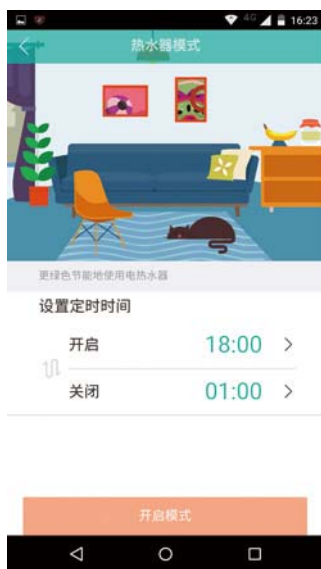 4G 16:23
热水器模式
更绿色节能地使用电热水器
设置定时时间
开启 18:00
关闭 01:00
开启模式